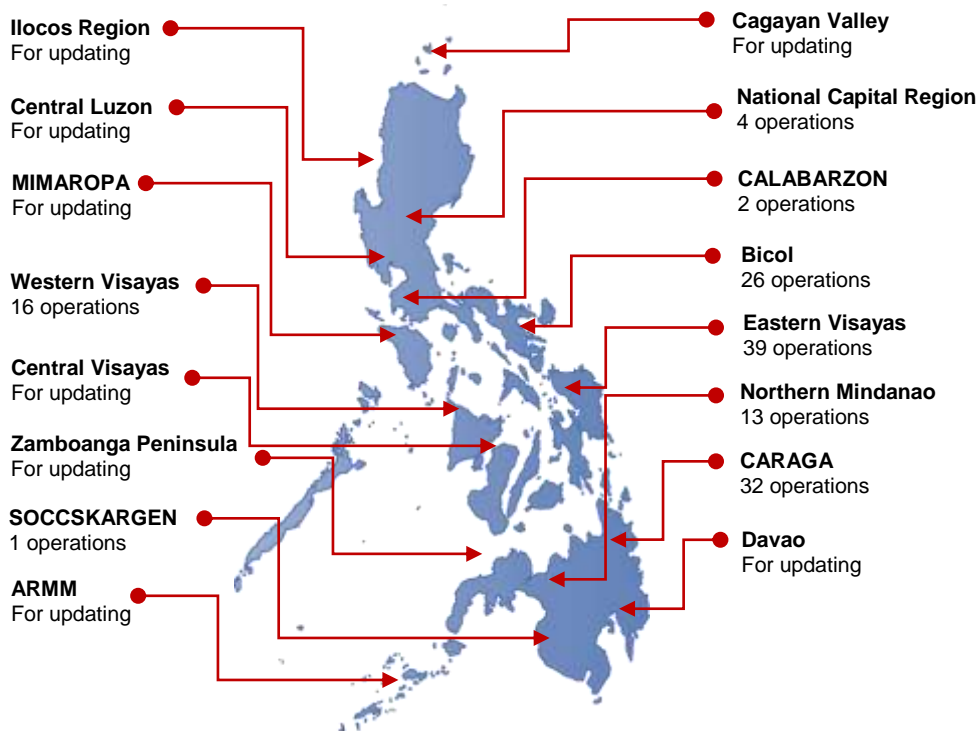 Ilocos Region
For updating
Central Luzon
For updating
MIMAROPA
For updating
Western Visayas
16 operations
Central Visayas
For updating
Zamboanga Peninsula
For updating
SOCCSKARGEN
1 operations
ARMM
For updating
Cagayan Valley
For updating
National Capital Region
4 operations
CALABARZON
2 operations
Bicol
26 operations
Eastern Visayas
39 operations
Northern Mindanao
13 operations
CARAGA
32 operations
Davao
For updating